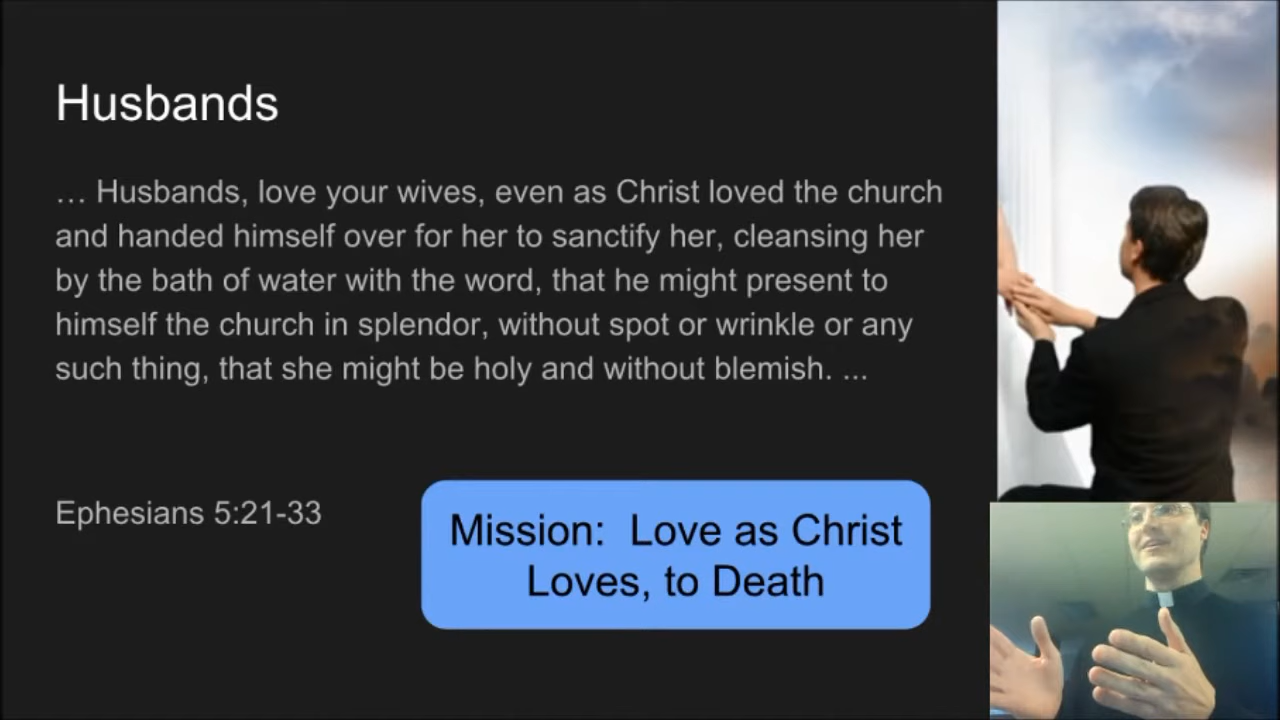 Husbands
… Husbands, love your wives, even as Christ loved the church
and handed himself over for her to sanctify her, cleansing her
by the bath of water with the word, that he might present to
himself the church in splendor, without spot or wrinkle or any
such thing, that she might be holy and without blemish. ...
Ephesians 5:21-33
Mission:  Love as Christ
Loves, to Death